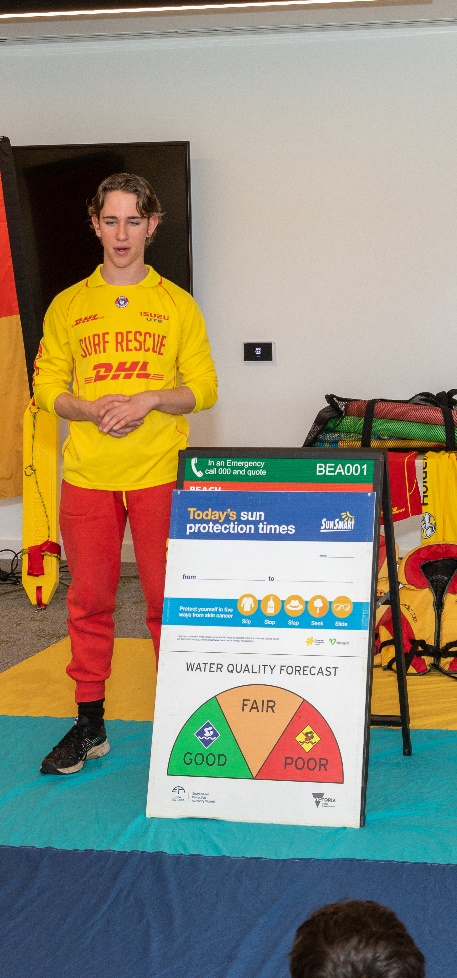 DHL
ISUZU
UTE
SURF RESCUE
DHL
In an Emergency
call 000 and quote
BEA001
BEACH
Today's sun
protection times
SunSmart
from
to
Protect yourself in five
ways from skin cancer
Slip
Slop
Slap
Seek
Slide
WATER QUALITY FORECAST
GOOD
FAIR
POOR
VICTORIA